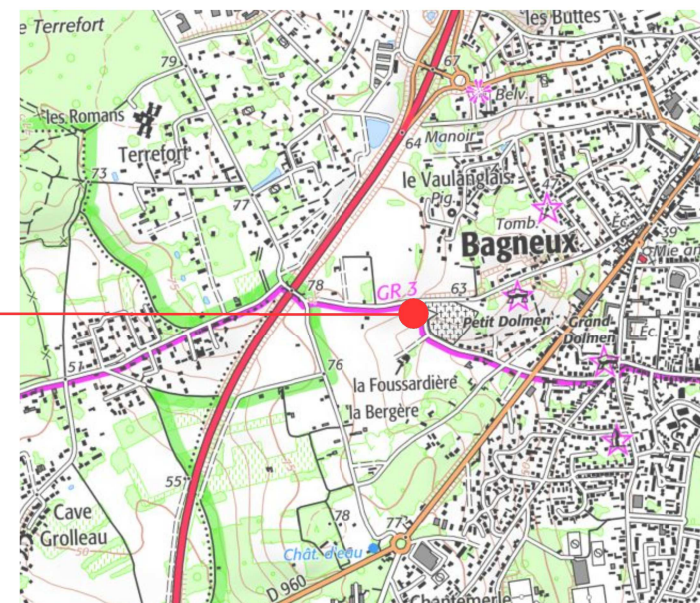 e Terrefort
les Buttes
79
67
Belv.
les Romans
64 Manoir
Terrefort
73
le Vaulanglais
Pig.
77
Tomb.
Éc.
39
Bagneux
Mie
78
GR 3
63
Petit Dolmen
Grand
Dolmen
Éc.
51
76
la Foussardière
la Bergère
55
Cave
Grolleau
50
78
77
Chât. d'eau
D 960
Chantemerle